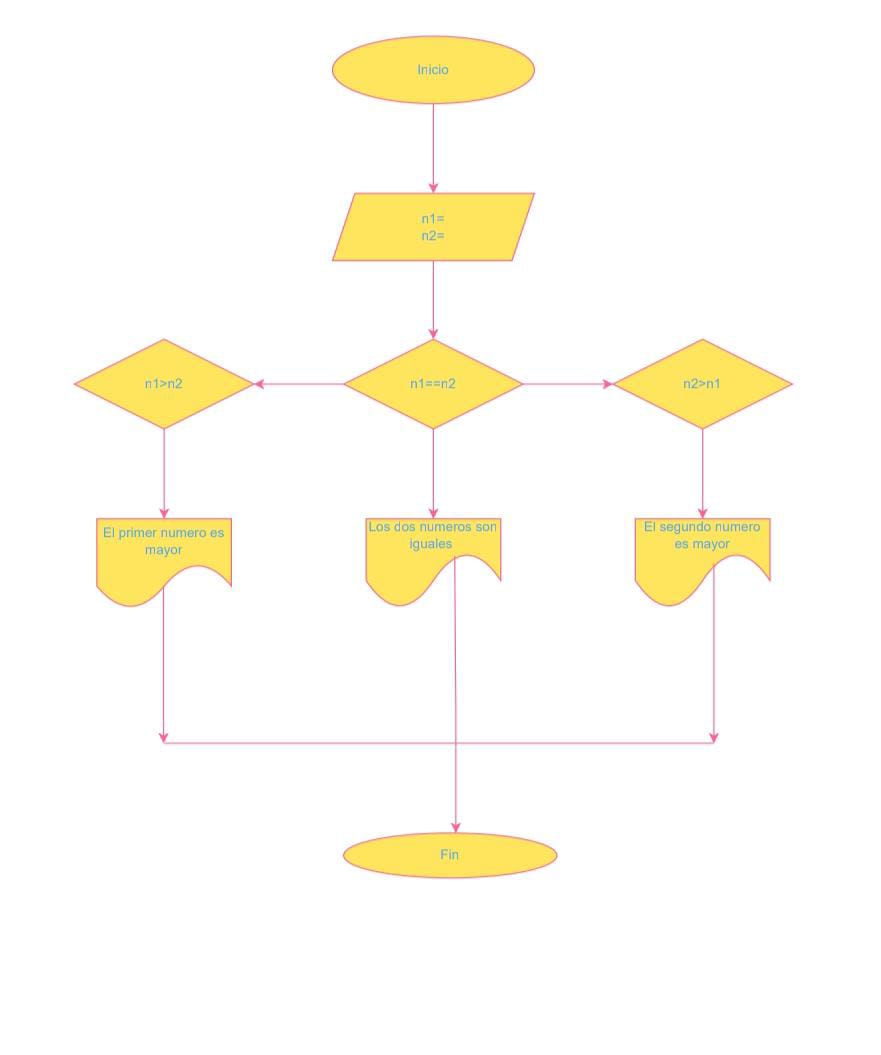 Inicio
n1=
n2=
n1>n2
n1==n2
n2>n1
El primer numero es
mayor
Los dos numeros son
iguales
El segundo numero
es mayor
Fin